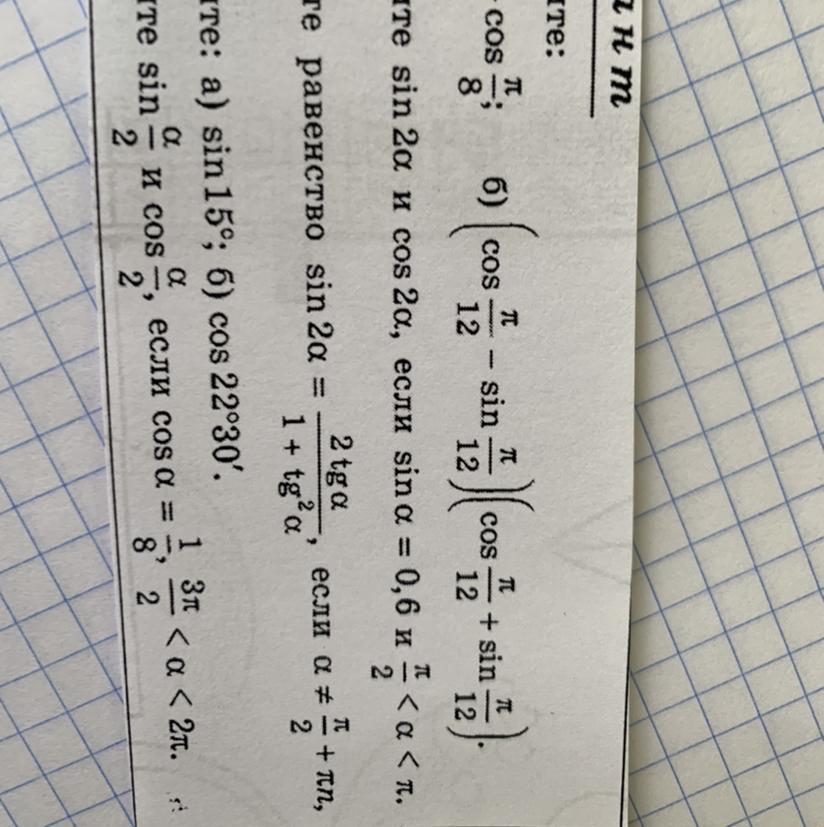 ант
ите:
cos π/8; б) (cos π/12 − sin π/12)(cos π/12 + sin π/12).
ите sin 2α и cos 2α, если sin α = 0,6 и π/2 < α < π.
те равенство sin 2α = 2 tg α / (1 + tg²α), если α ≠ π/2 + πn,
ите: а) sin 15°; б) cos 22°30′.
ите sin α/2 и cos α/2, если cos α = 1/8, 3π/2 < α < 2π.